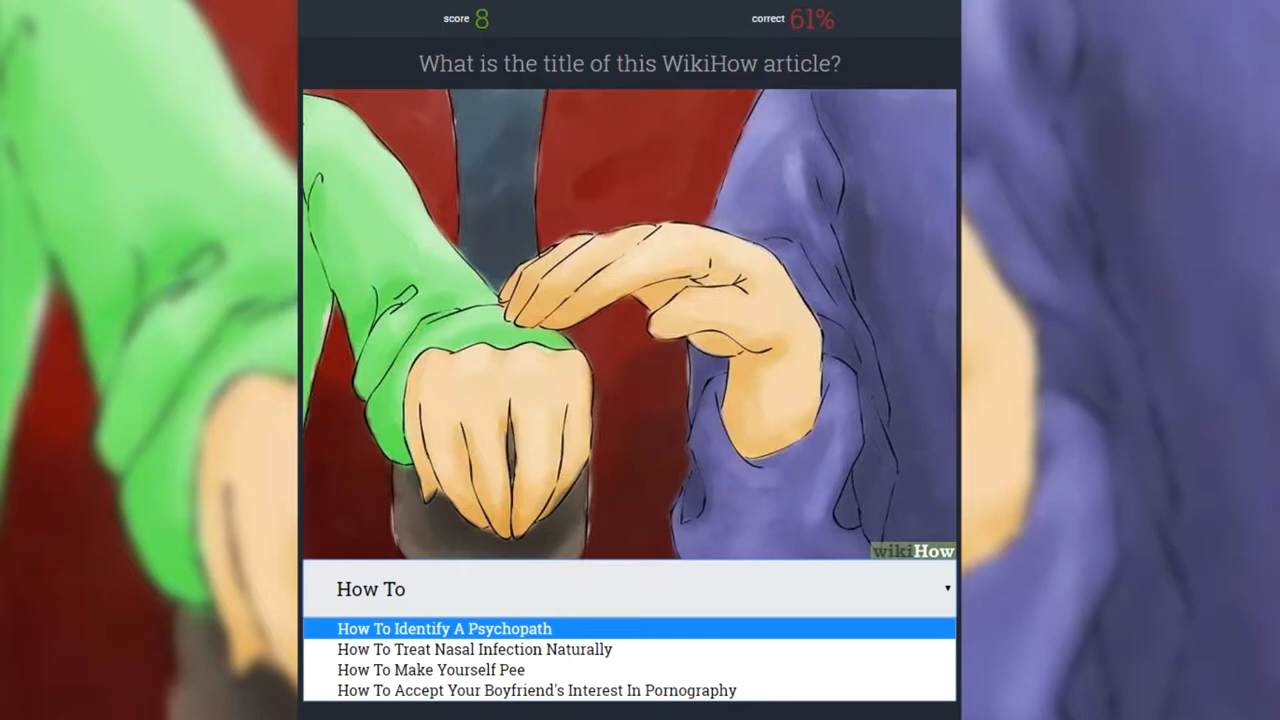 score 8 correct 61%
What is the title of this WikiHow article?
wikiHow
How To
How To Identify A Psychopath
How To Treat Nasal Infection Naturally
How To Make Yourself Pee
How To Accept Your Boyfriend's Interest In Pornography